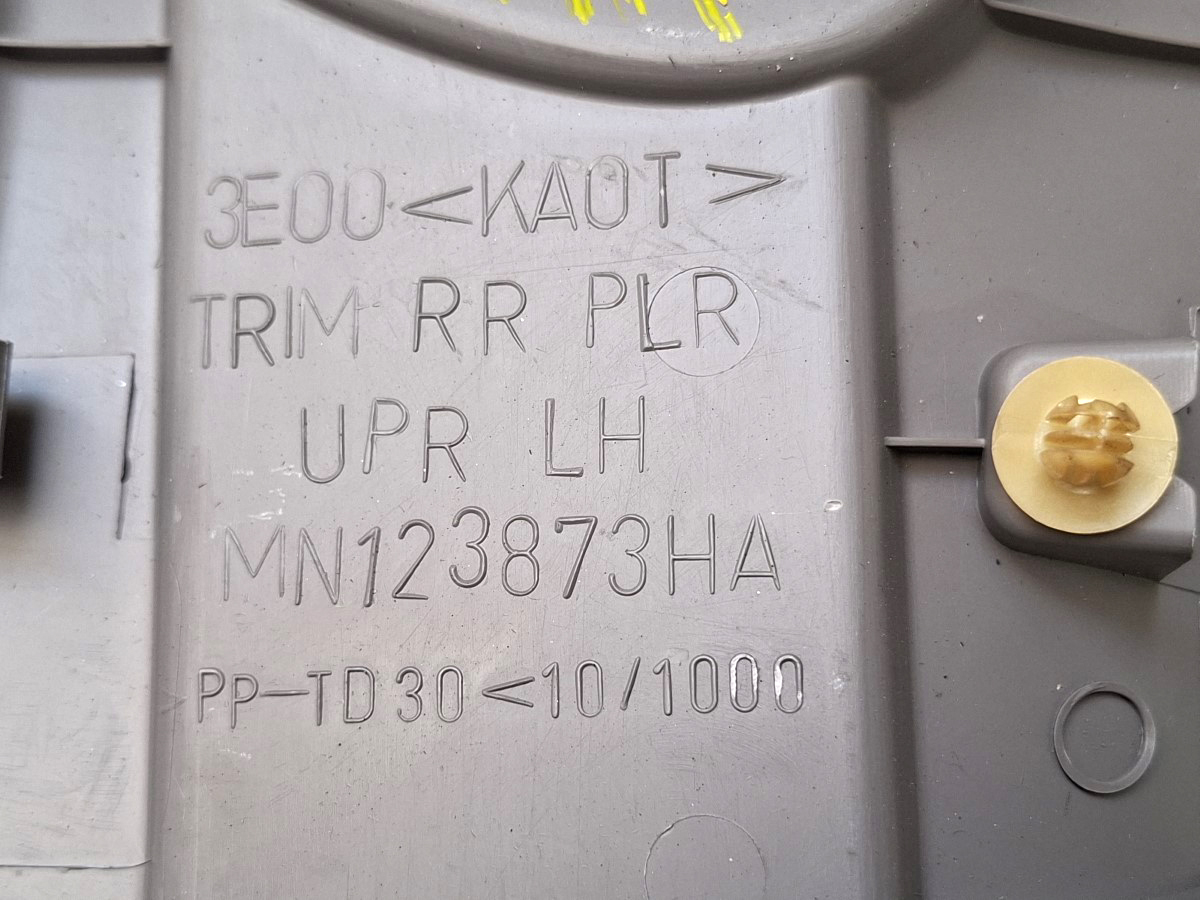 3E00 <KAOT>
TRIM RR PLR
UPR LH
MN123873HA
PP-TD30<10/1000